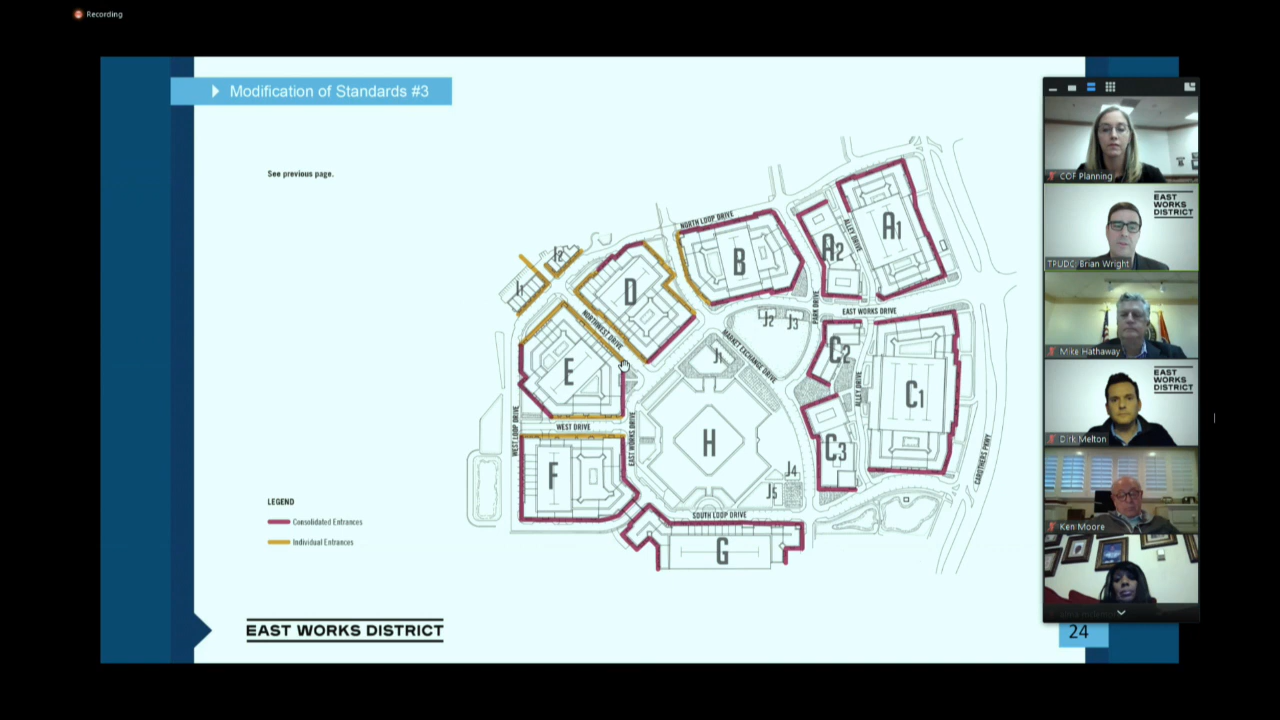 Recording
Modification of Standards #3
See previous page.
NORTH LOOP DRIVE
A1
A2
ALLEY DRIVE
B
J2
D
J1
NORTHWEST DRIVE
PARK DRIVE
EAST WORKS DRIVE
J2
J3
MARKET EXCHANGE DRIVE
C2
J1
E
C1
ALLEY DRIVE
WEST LOOP DRIVE
WEST DRIVE
EAST WORKS DRIVE
H
C3
CAROTHERS PKWY
F
J4
J5
SOUTH LOOP DRIVE
G
LEGEND
Consolidated Entrances
Individual Entrances
EAST WORKS DISTRICT
24
COF Planning
EAST
WORKS
DISTRICT
TPUDC, Brian Wright
Mike Hathaway
EAST
WORKS
DISTRICT
Dirk Melton
Ken Moore